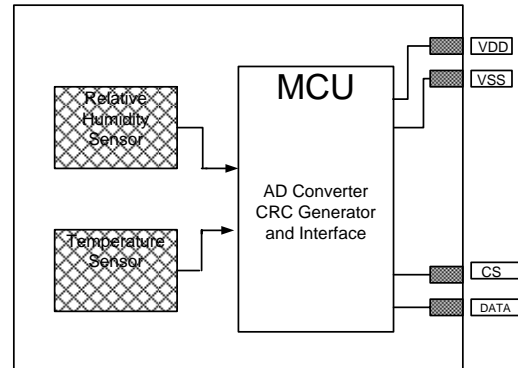 Relative
Humidity
Sensor
Temperature
Sensor
MCU
AD Converter
CRC Generator
and Interface
VDD
VSS
CS
DATA